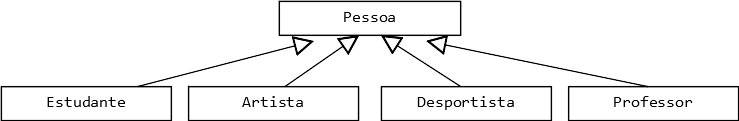 Pessoa
Estudante
Artista
Desportista
Professor